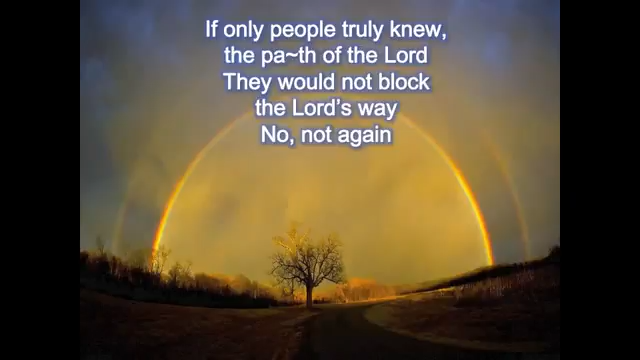 If only people truly knew,
the pa~th of the Lord
They would not block
the Lord's way
No, not again